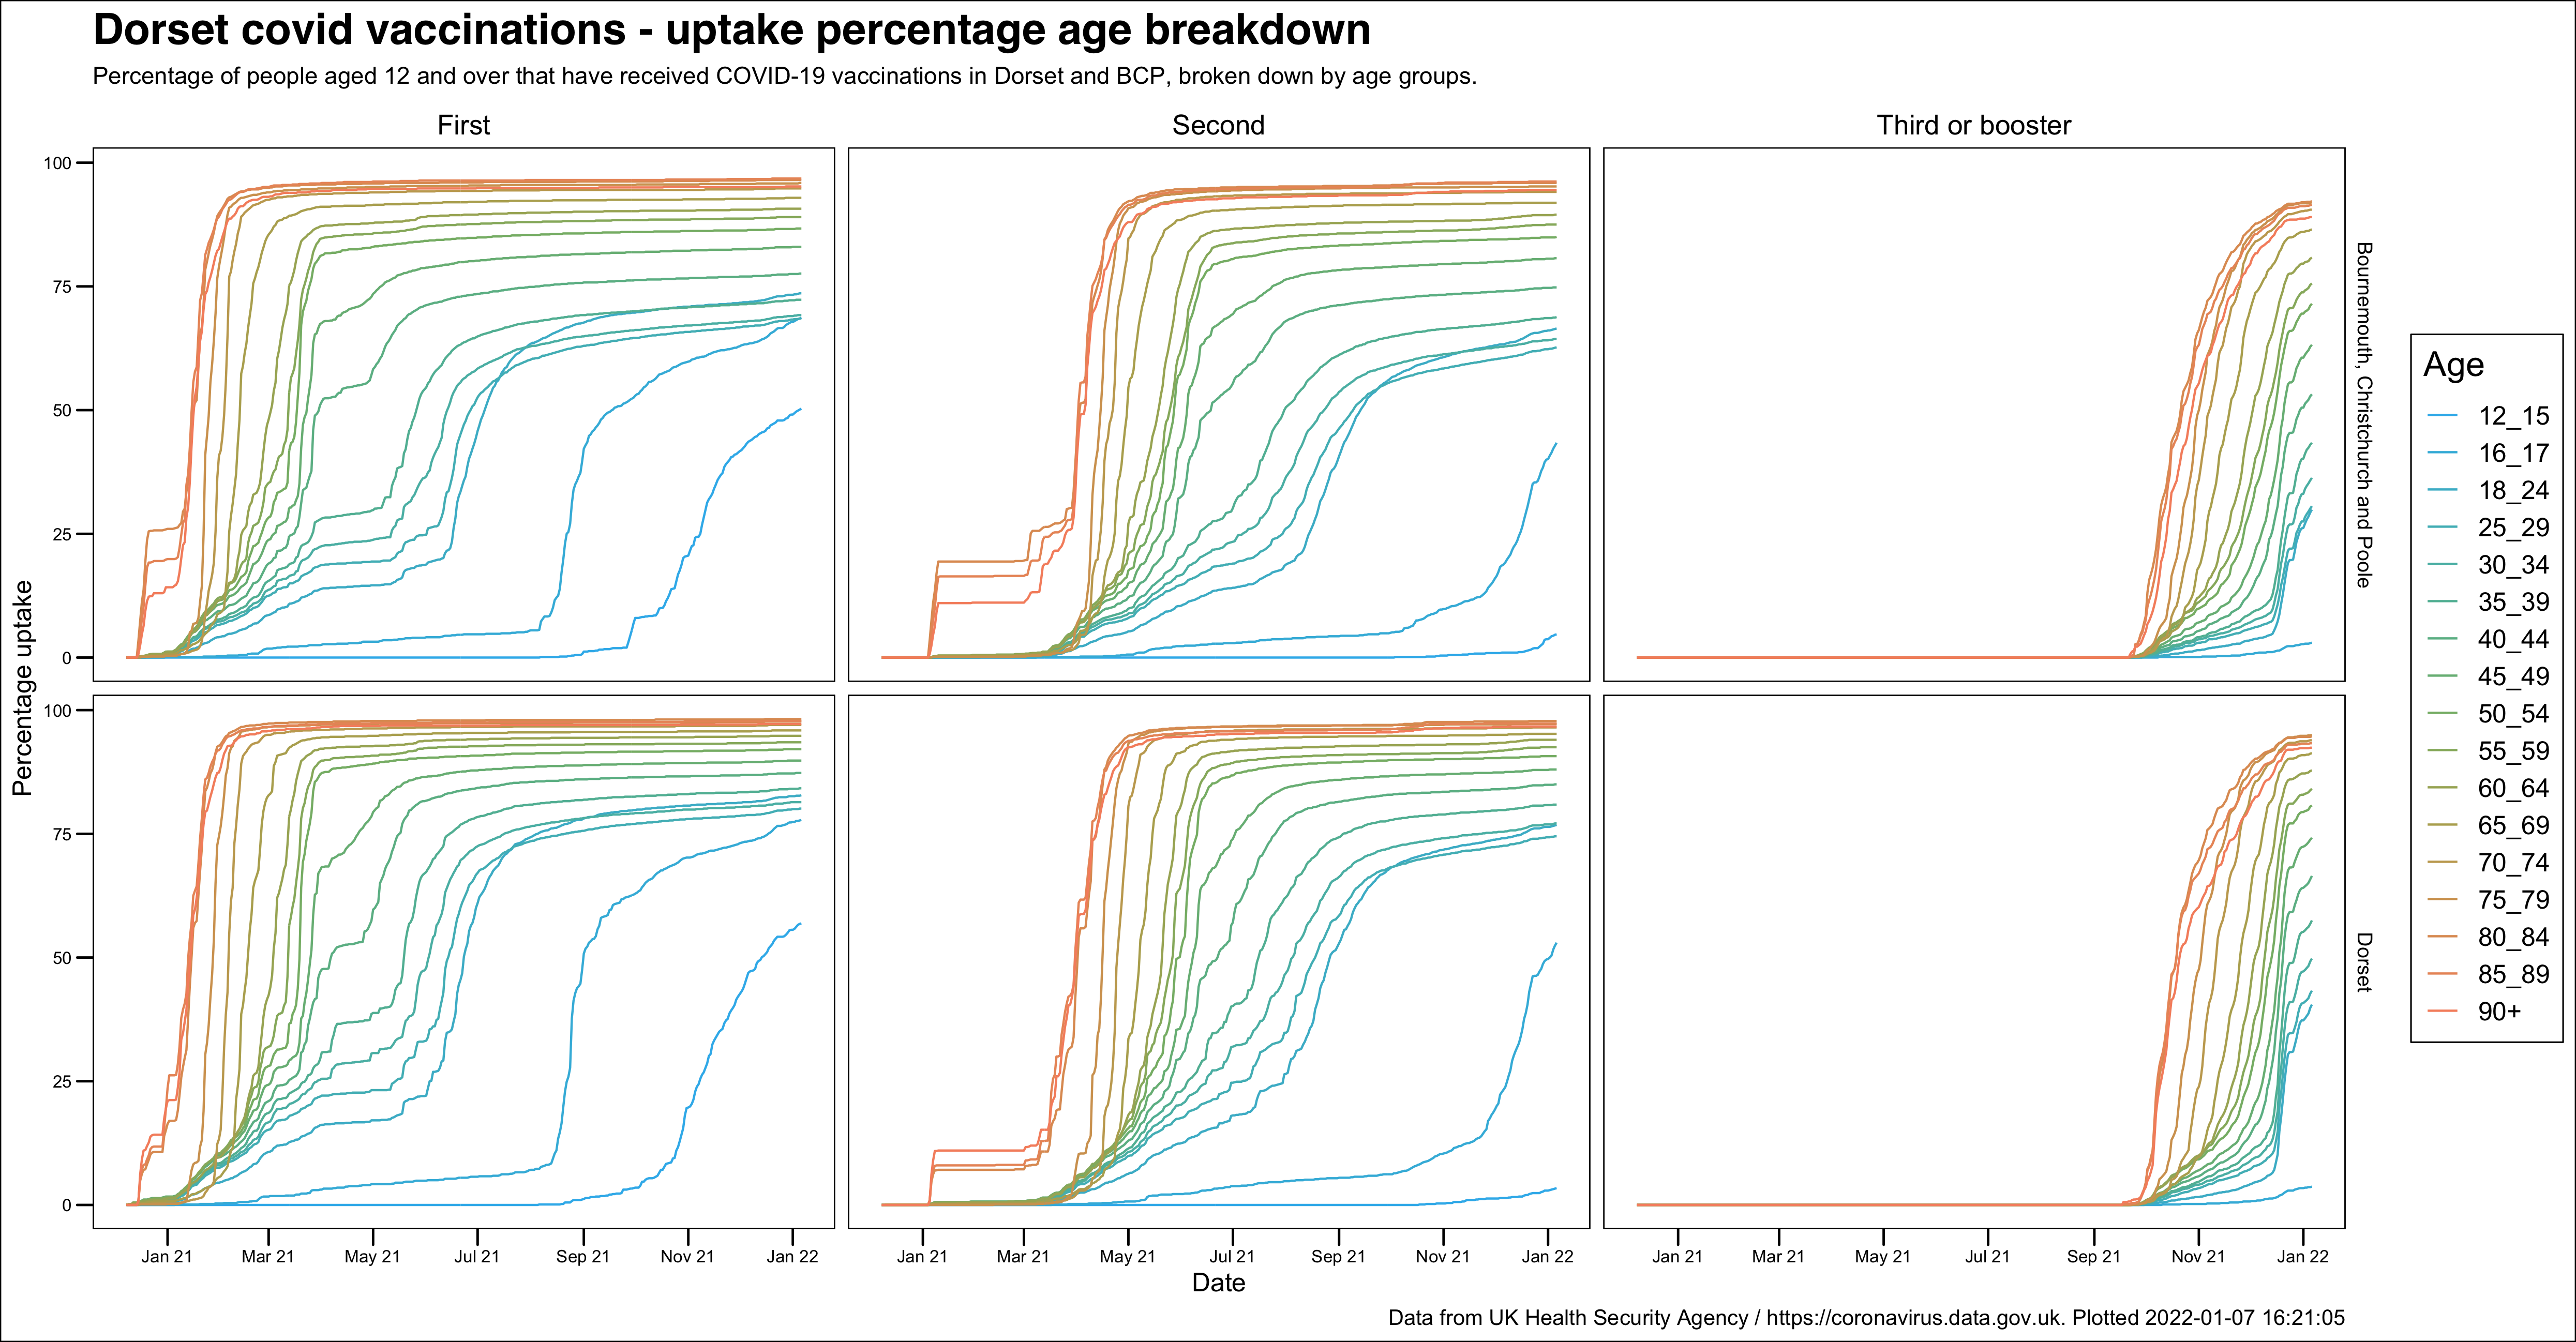 Dorset covid vaccinations - uptake percentage age breakdown
Percentage of people aged 12 and over that have received COVID-19 vaccinations in Dorset and BCP, broken down by age groups.
First
Second
Third or booster
Percentage uptake
100
75
50
25
0
Bournemouth, Christchurch and Poole
100
75
50
25
0
Dorset
Jan 21
Mar 21
May 21
Jul 21
Sep 21
Nov 21
Jan 22
Jan 21
Mar 21
May 21
Jul 21
Sep 21
Nov 21
Jan 22
Jan 21
Mar 21
May 21
Jul 21
Sep 21
Nov 21
Jan 22
Date
Age
12_15
16_17
18_24
25_29
30_34
35_39
40_44
45_49
50_54
55_59
60_64
65_69
70_74
75_79
80_84
85_89
90+
Data from UK Health Security Agency / https://coronavirus.data.gov.uk. Plotted 2022-01-07 16:21:05